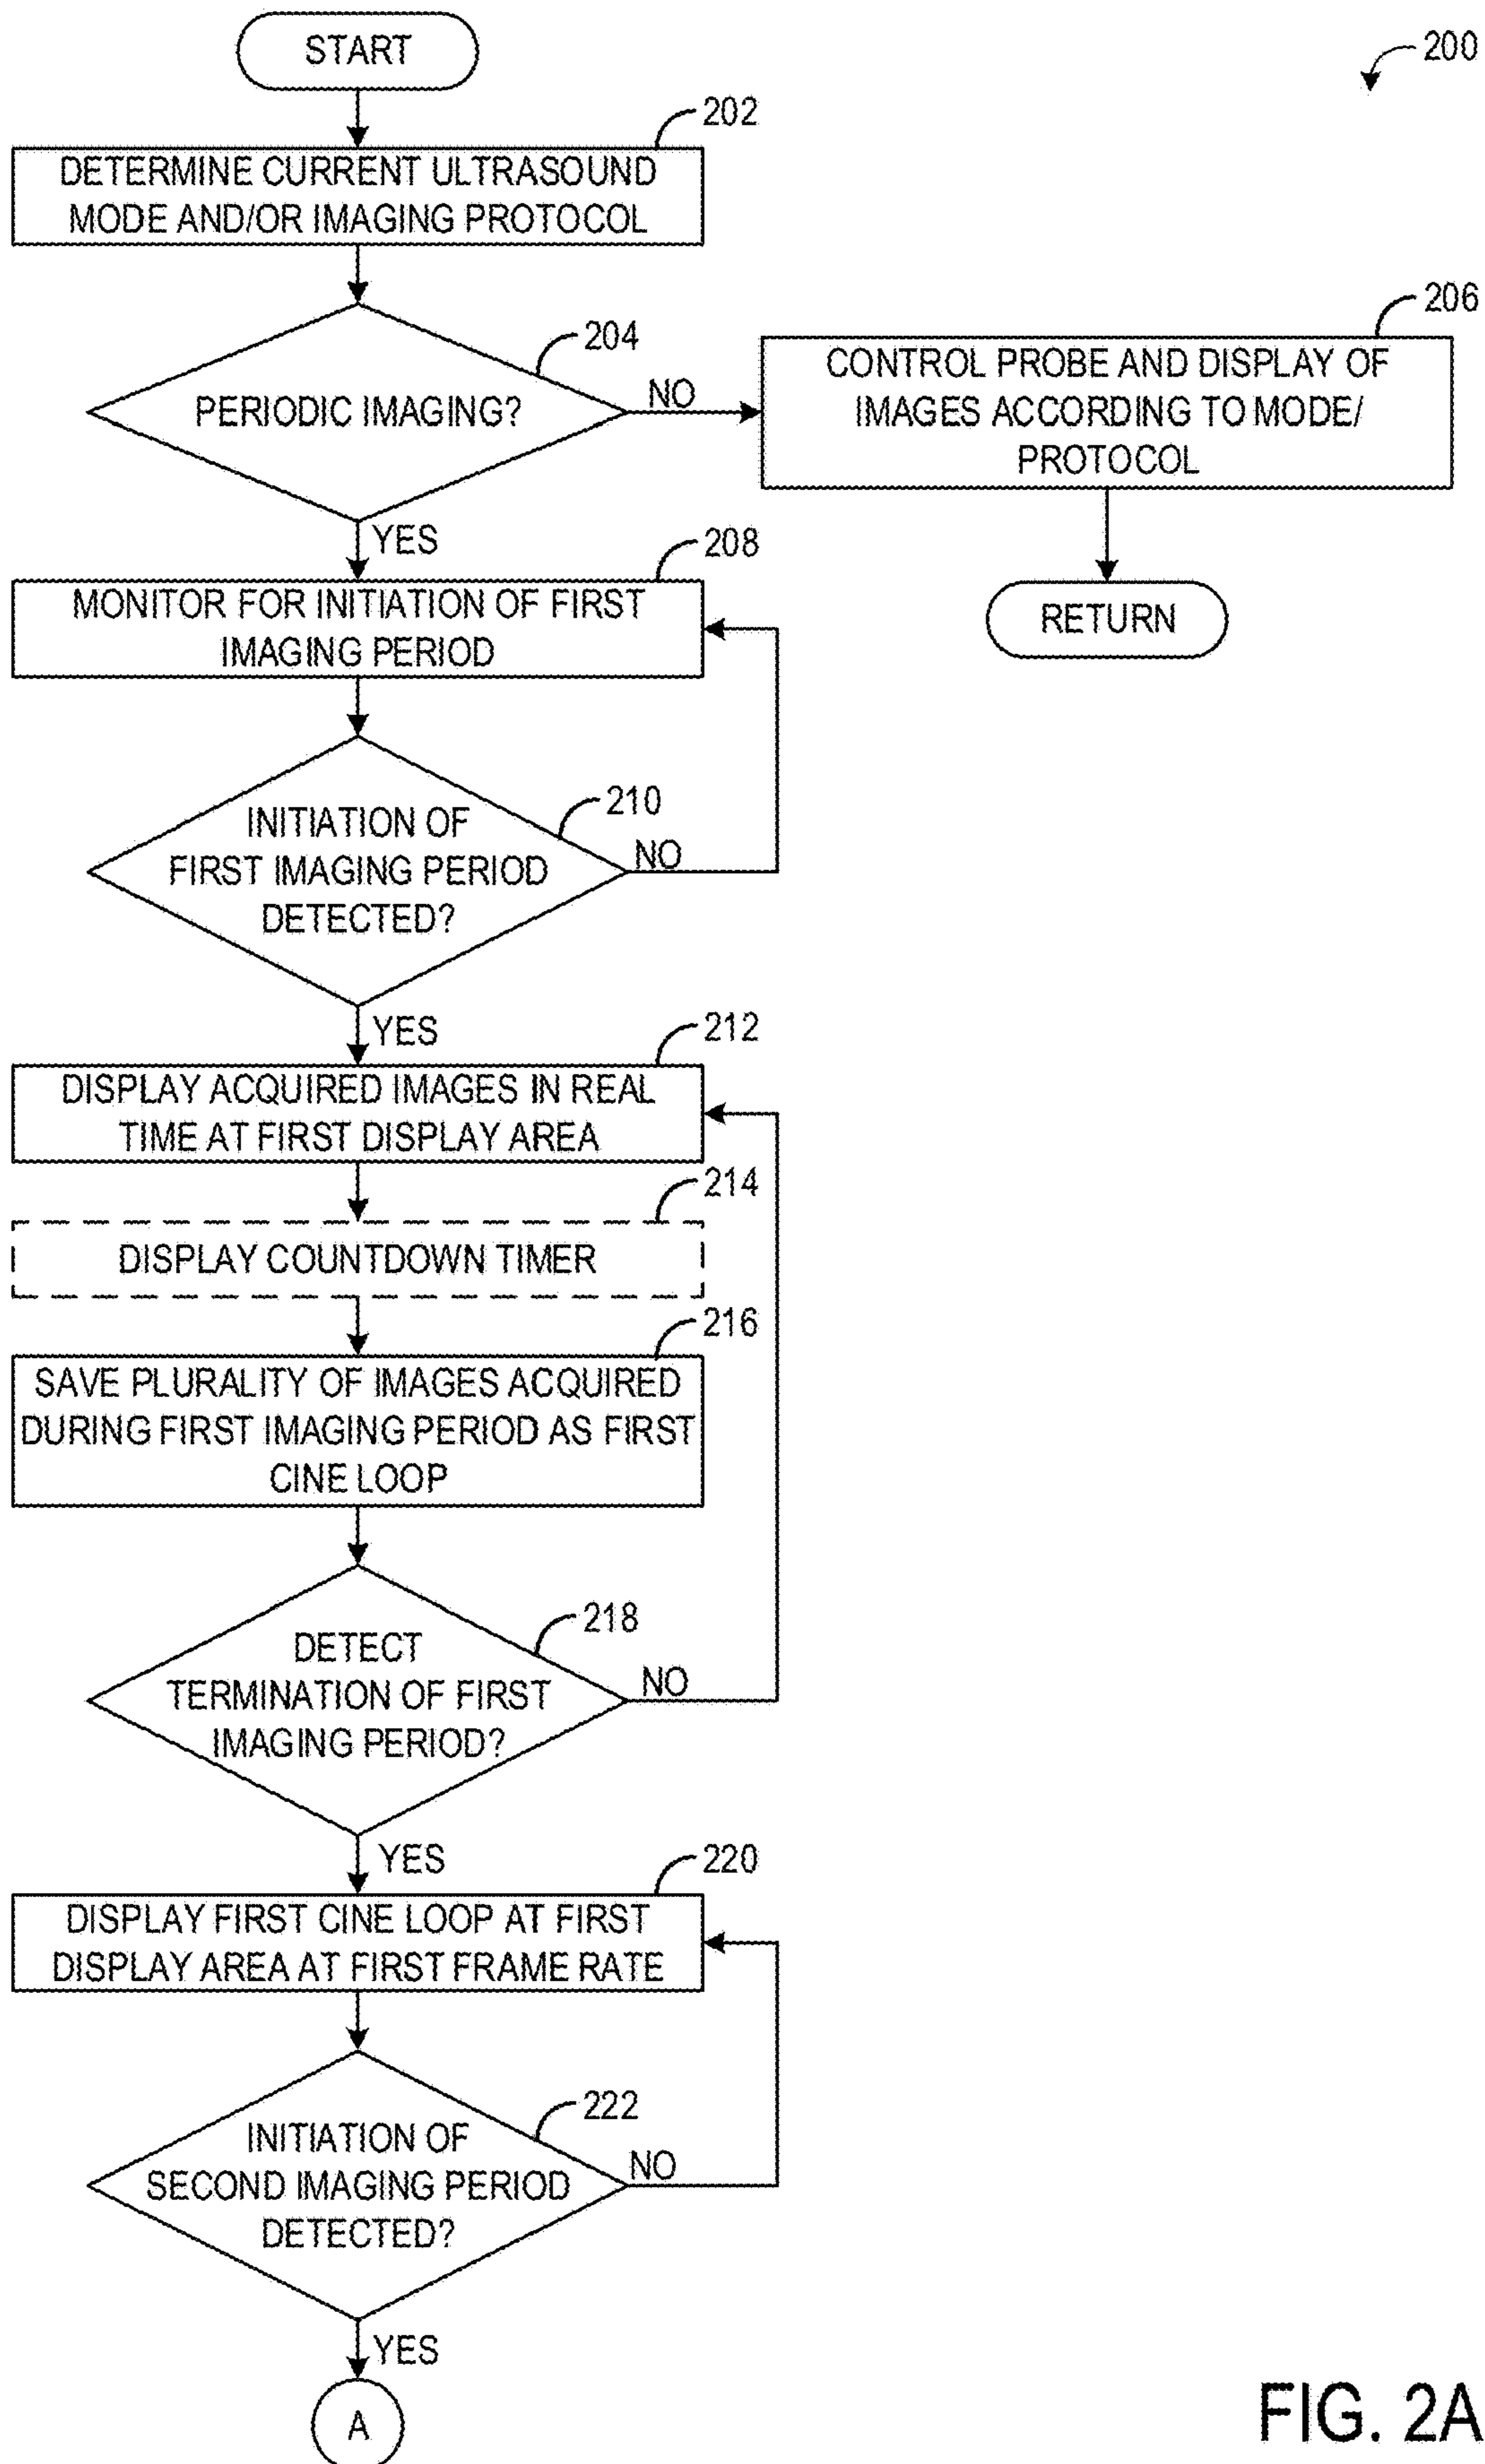 START
200
202
DETERMINE CURRENT ULTRASOUND
MODE AND/OR IMAGING PROTOCOL
204
PERIODIC IMAGING?
NO
206
CONTROL PROBE AND DISPLAY OF
IMAGES ACCORDING TO MODE/
PROTOCOL
RETURN
YES
208
MONITOR FOR INITIATION OF FIRST
IMAGING PERIOD
210
INITIATION OF
FIRST IMAGING PERIOD
DETECTED?
NO
YES
212
DISPLAY ACQUIRED IMAGES IN REAL
TIME AT FIRST DISPLAY AREA
214
DISPLAY COUNTDOWN TIMER
216
SAVE PLURALITY OF IMAGES ACQUIRED
DURING FIRST IMAGING PERIOD AS FIRST
CINE LOOP
218
DETECT
TERMINATION OF FIRST
IMAGING PERIOD?
NO
YES
220
DISPLAY FIRST CINE LOOP AT FIRST
DISPLAY AREA AT FIRST FRAME RATE
222
INITIATION OF
SECOND IMAGING PERIOD
DETECTED?
NO
YES
A
FIG. 2A